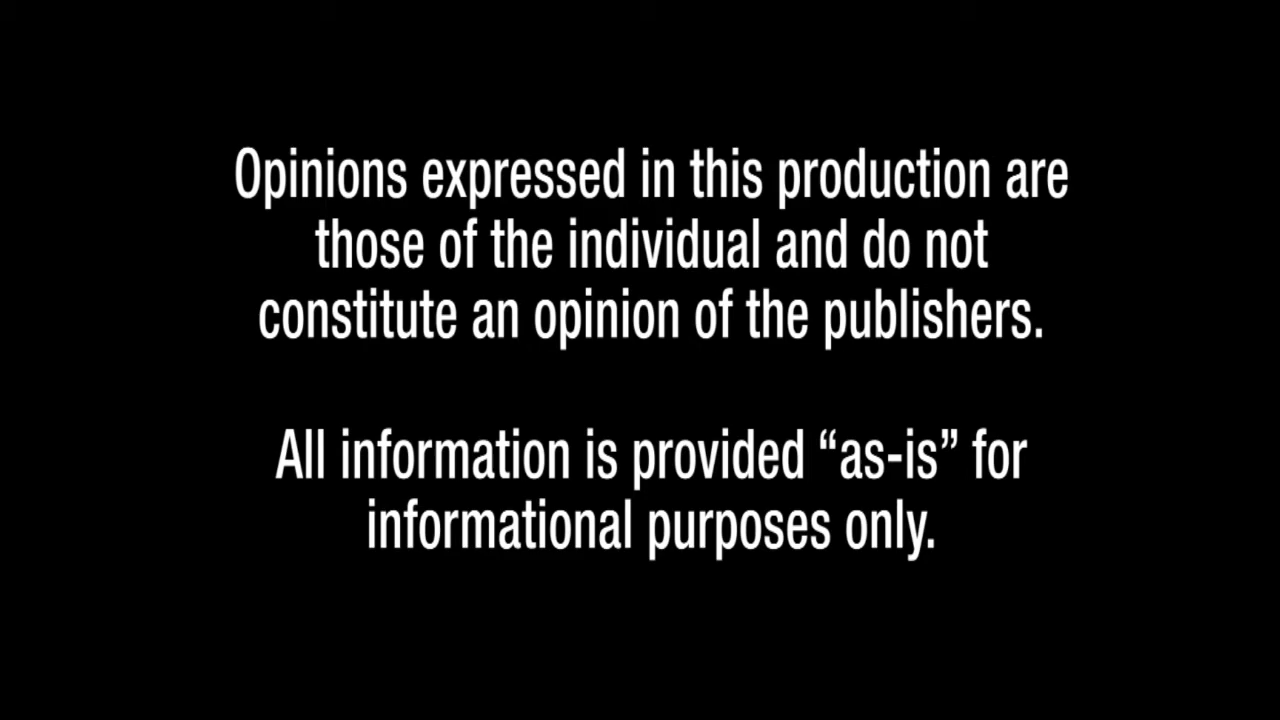 Opinions expressed in this production are
those of the individual and do not
constitute an opinion of the publishers.
All information is provided “as-is” for
informational purposes only.